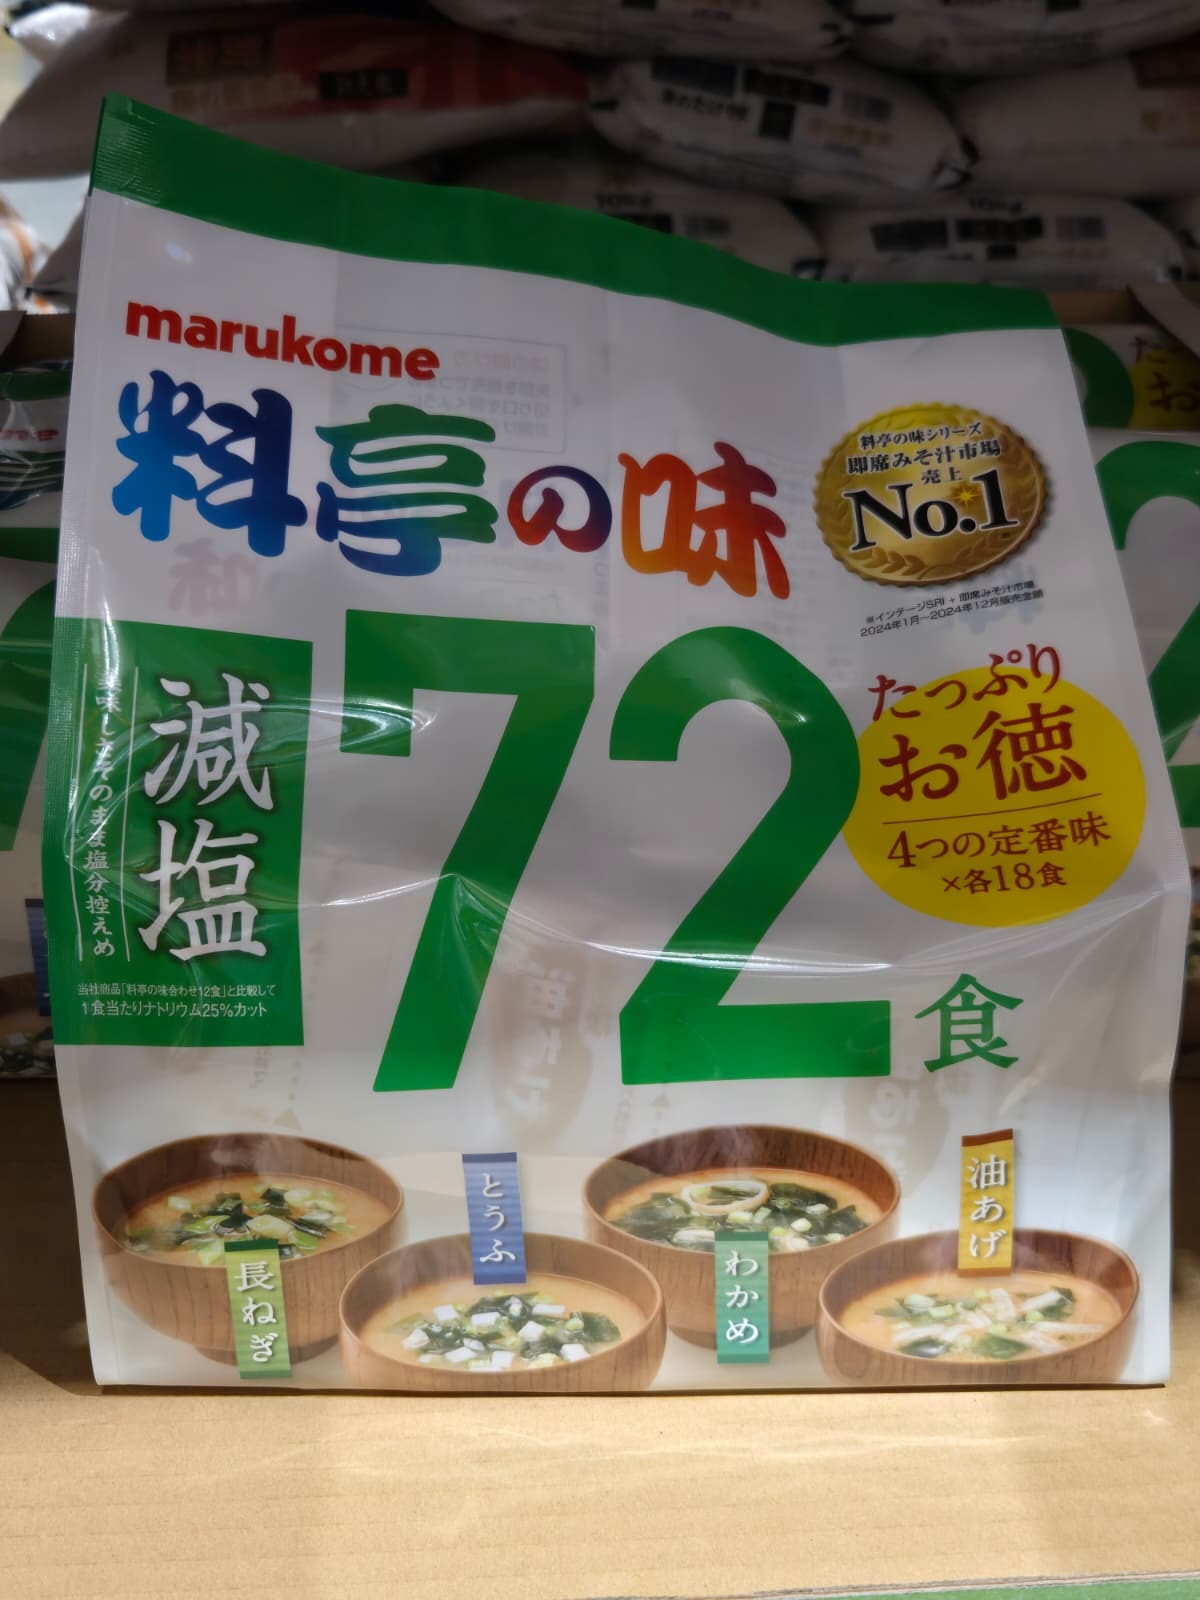 marukome
料亭の味
料亭の味シリーズ
即席みそ汁市場
売上
No.1
※インテージSRI+即席みそ汁市場
2024年1月~2024年12月販売金額
減塩
美味しさそのまま塩分控えめ
当社商品「料亭の味合わせ12食」と比較して
1食当たりナトリウム25%カット
72食
たっぷり
お徳
4つの定番味
×各18食
長ねぎ
とうふ
わかめ
油あげ